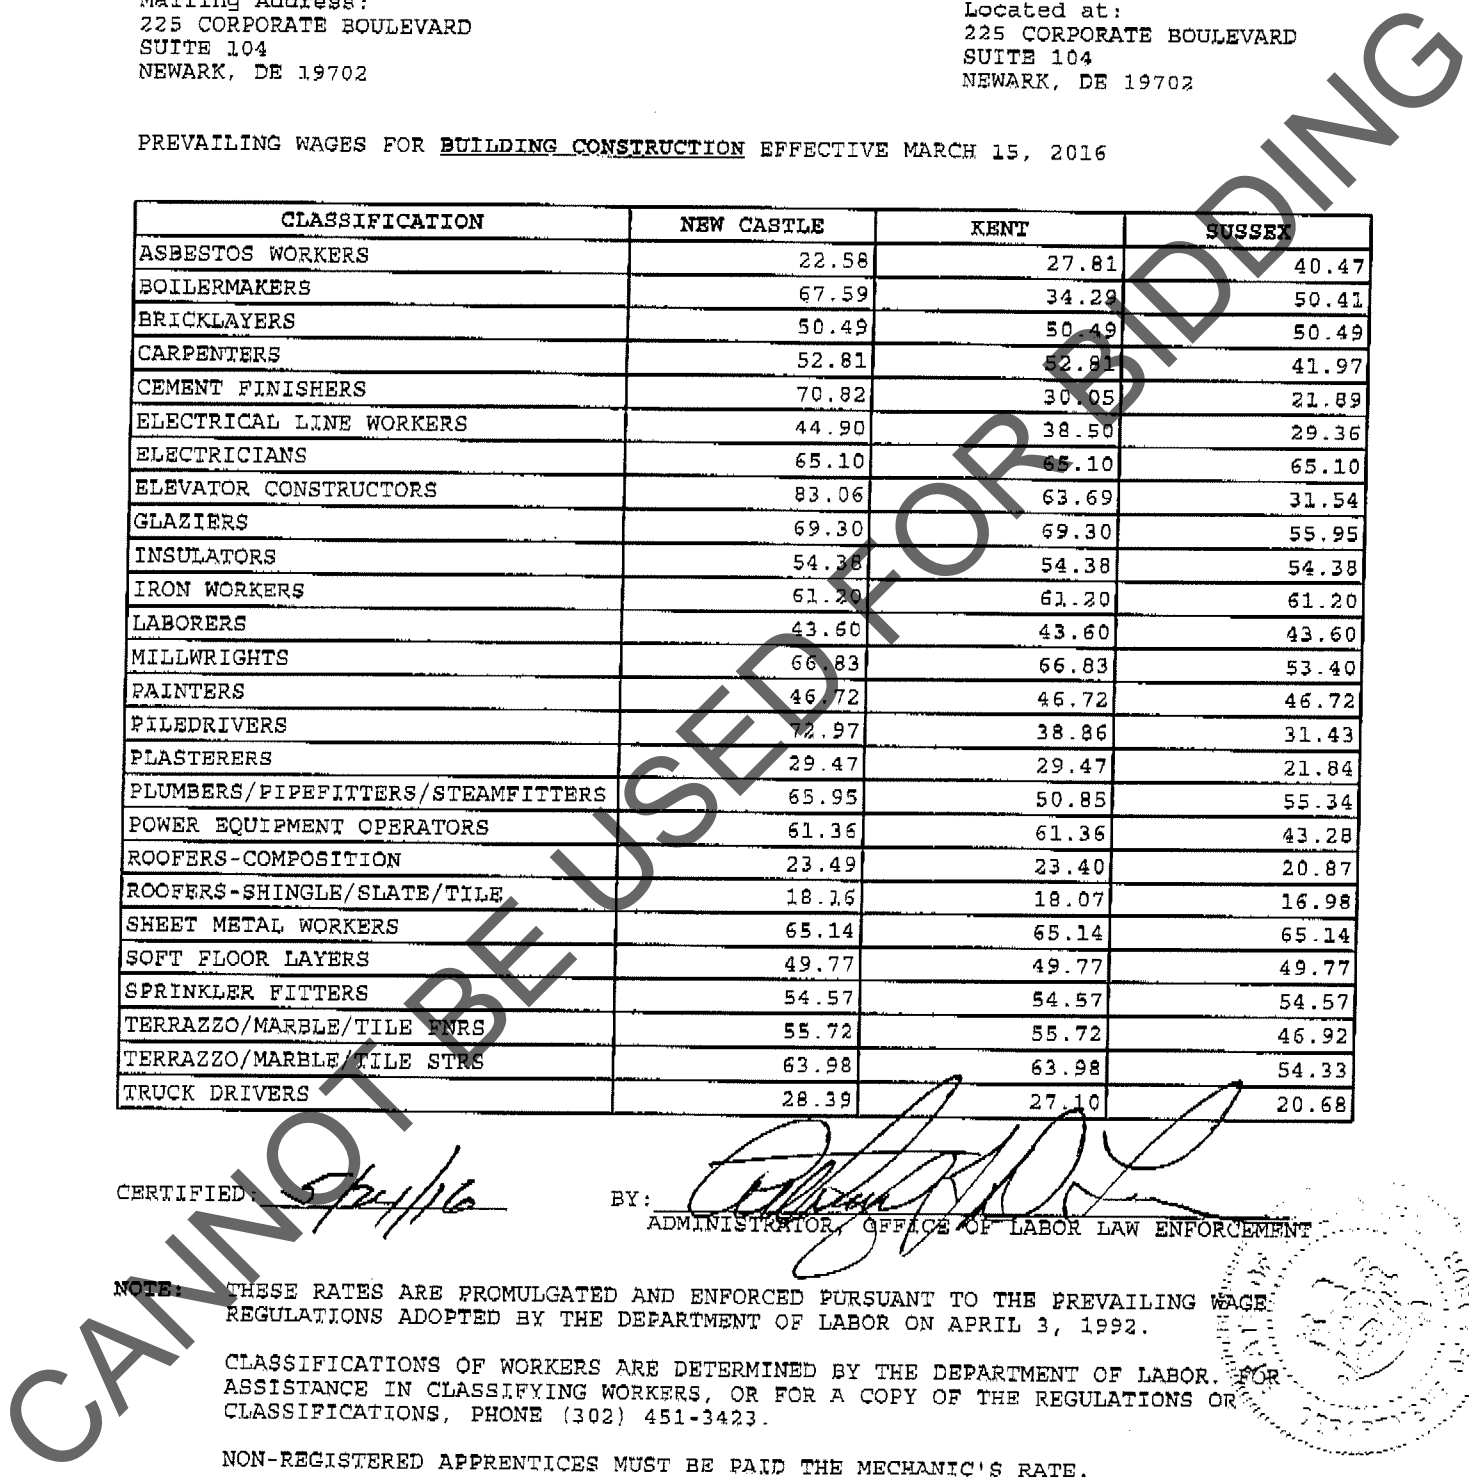 Mailing Address:
225 CORPORATE BOULEVARD
SUITE 104
NEWARK, DE 19702
Located at:
225 CORPORATE BOULEVARD
SUITE 104
NEWARK, DE 19702
PREVAILING WAGES FOR BUILDING CONSTRUCTION EFFECTIVE MARCH 15, 2016
CLASSIFICATION NEW CASTLE KENT SUSSEX
ASBESTOS WORKERS 22.58 27.81 40.47
BOILERMAKERS 67.59 34.29 50.41
BRICKLAYERS 50.49 50.49 50.49
CARPENTERS 52.81 52.81 41.97
CEMENT FINISHERS 70.82 30.05 21.89
ELECTRICAL LINE WORKERS 44.90 38.50 29.36
ELECTRICIANS 65.10 65.10 65.10
ELEVATOR CONSTRUCTORS 83.06 63.69 31.54
GLAZIERS 69.30 69.30 55.95
INSULATORS 54.38 54.38 54.38
IRON WORKERS 61.20 61.20 61.20
LABORERS 43.60 43.60 43.60
MILLWRIGHTS 66.83 66.83 53.40
PAINTERS 46.72 46.72 46.72
PILEDRIVERS 72.97 38.86 31.43
PLASTERERS 29.47 29.47 21.84
PLUMBERS/PIPEFITTERS/STEAMFITTERS 65.95 50.85 55.34
POWER EQUIPMENT OPERATORS 61.36 61.36 43.28
ROOFERS-COMPOSITION 23.49 23.40 20.87
ROOFERS-SHINGLE/SLATE/TILE 18.16 18.07 16.98
SHEET METAL WORKERS 65.14 65.14 65.14
SOFT FLOOR LAYERS 49.77 49.77 49.77
SPRINKLER FITTERS 54.57 54.57 54.57
TERRAZZO/MARBLE/TILE FNRS 55.72 55.72 46.92
TERRAZZO/MARBLE/TILE STRS 63.98 63.98 54.33
TRUCK DRIVERS 28.39 27.10 20.68
CERTIFIED: 5/24/16 BY:
ADMINISTRATOR, OFFICE OF LABOR LAW ENFORCEMENT
NOTE: THESE RATES ARE PROMULGATED AND ENFORCED PURSUANT TO THE PREVAILING WAGE
REGULATIONS ADOPTED BY THE DEPARTMENT OF LABOR ON APRIL 3, 1992.
CLASSIFICATIONS OF WORKERS ARE DETERMINED BY THE DEPARTMENT OF LABOR. FOR
ASSISTANCE IN CLASSIFYING WORKERS, OR FOR A COPY OF THE REGULATIONS OR
CLASSIFICATIONS, PHONE (302) 451-3423.
NON-REGISTERED APPRENTICES MUST BE PAID THE MECHANIC'S RATE.
CANNOT BE USED FOR BIDDING